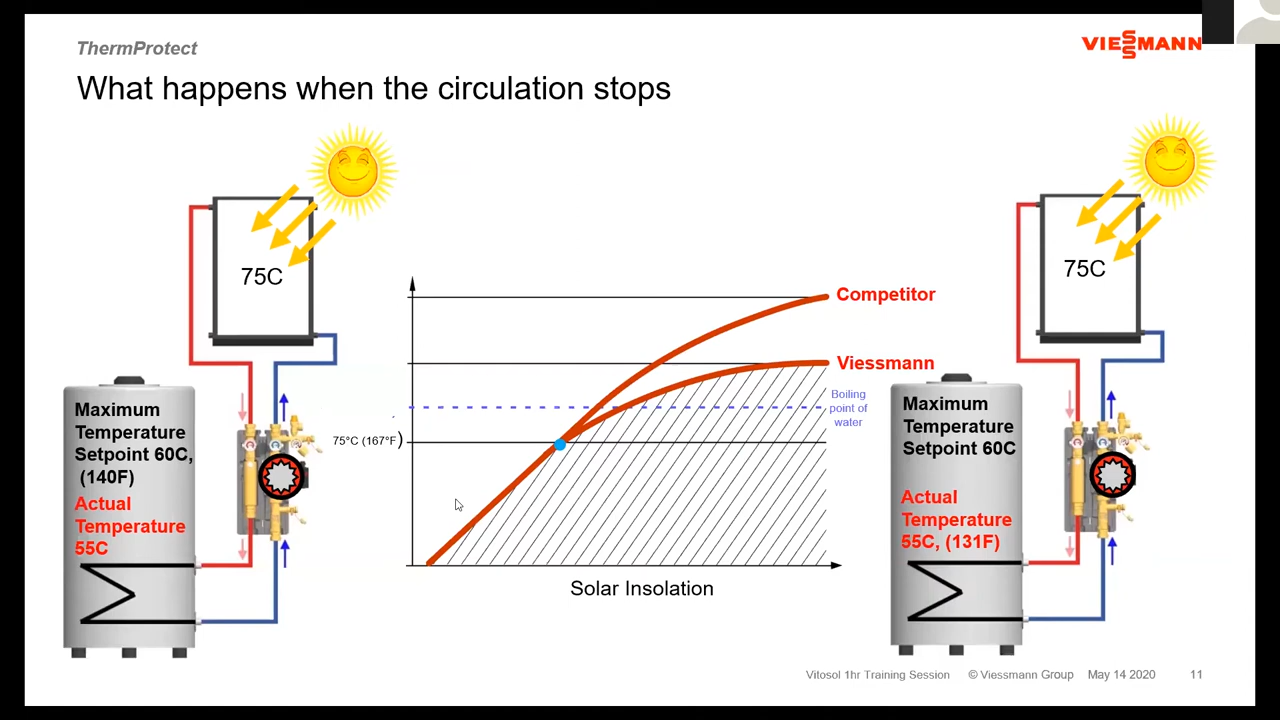 ThermProtect
VIESSMANN
What happens when the circulation stops
75C
75C
Competitor
Viessmann
Boiling
point of
water
75°C (167°F)
Solar Insolation
Maximum
Temperature
Setpoint 60C,
(140F)
Actual
Temperature
55C
Maximum
Temperature
Setpoint 60C
Actual
Temperature
55C, (131F)
Vitosol 1hr Training Session © Viessmann Group May 14 2020 11